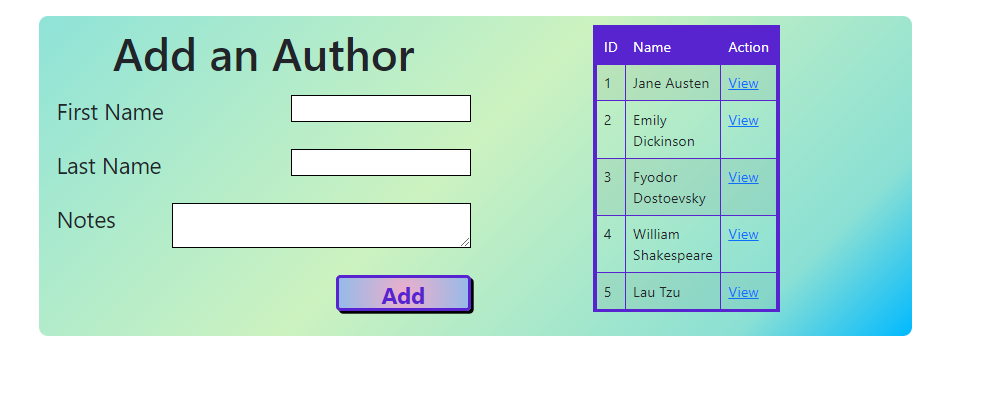 Add an Author
First Name
Last Name
Notes
Add
ID Name Action
1 Jane Austen View
2 Emily View
Dickinson
3 Fyodor View
Dostoevsky
4 William View
Shakespeare
5 Lau Tzu View